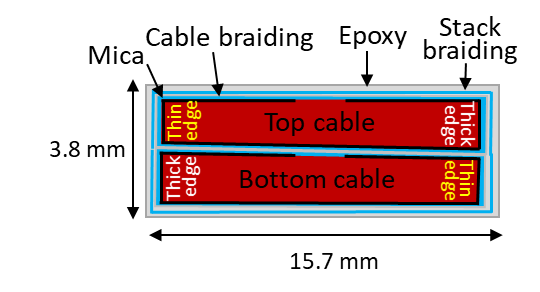 Mica
Cable braiding
Epoxy
Stack
braiding
3.8 mm
Thin
edge
Top cable
Thick
edge
Thick
edge
Bottom cable
Thin
edge
15.7 mm